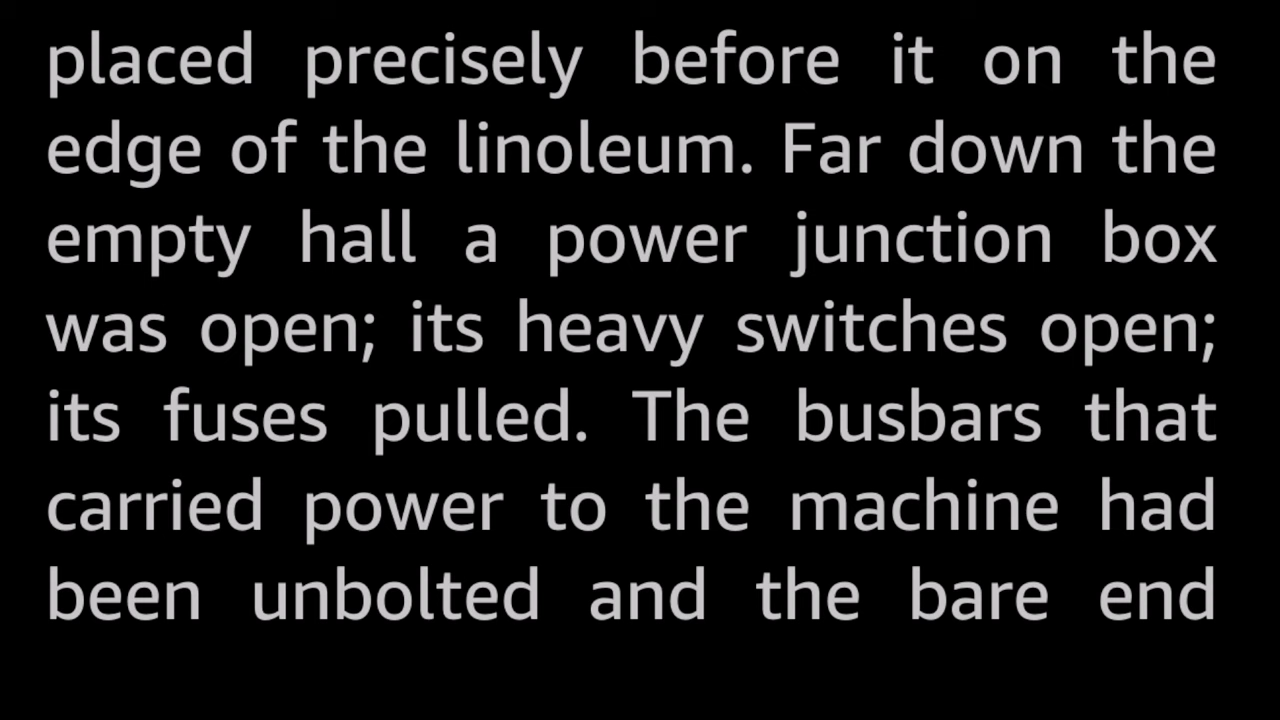 placed precisely before it on the
edge of the linoleum. Far down the
empty hall a power junction box
was open; its heavy switches open;
its fuses pulled. The busbars that
carried power to the machine had
been unbolted and the bare end